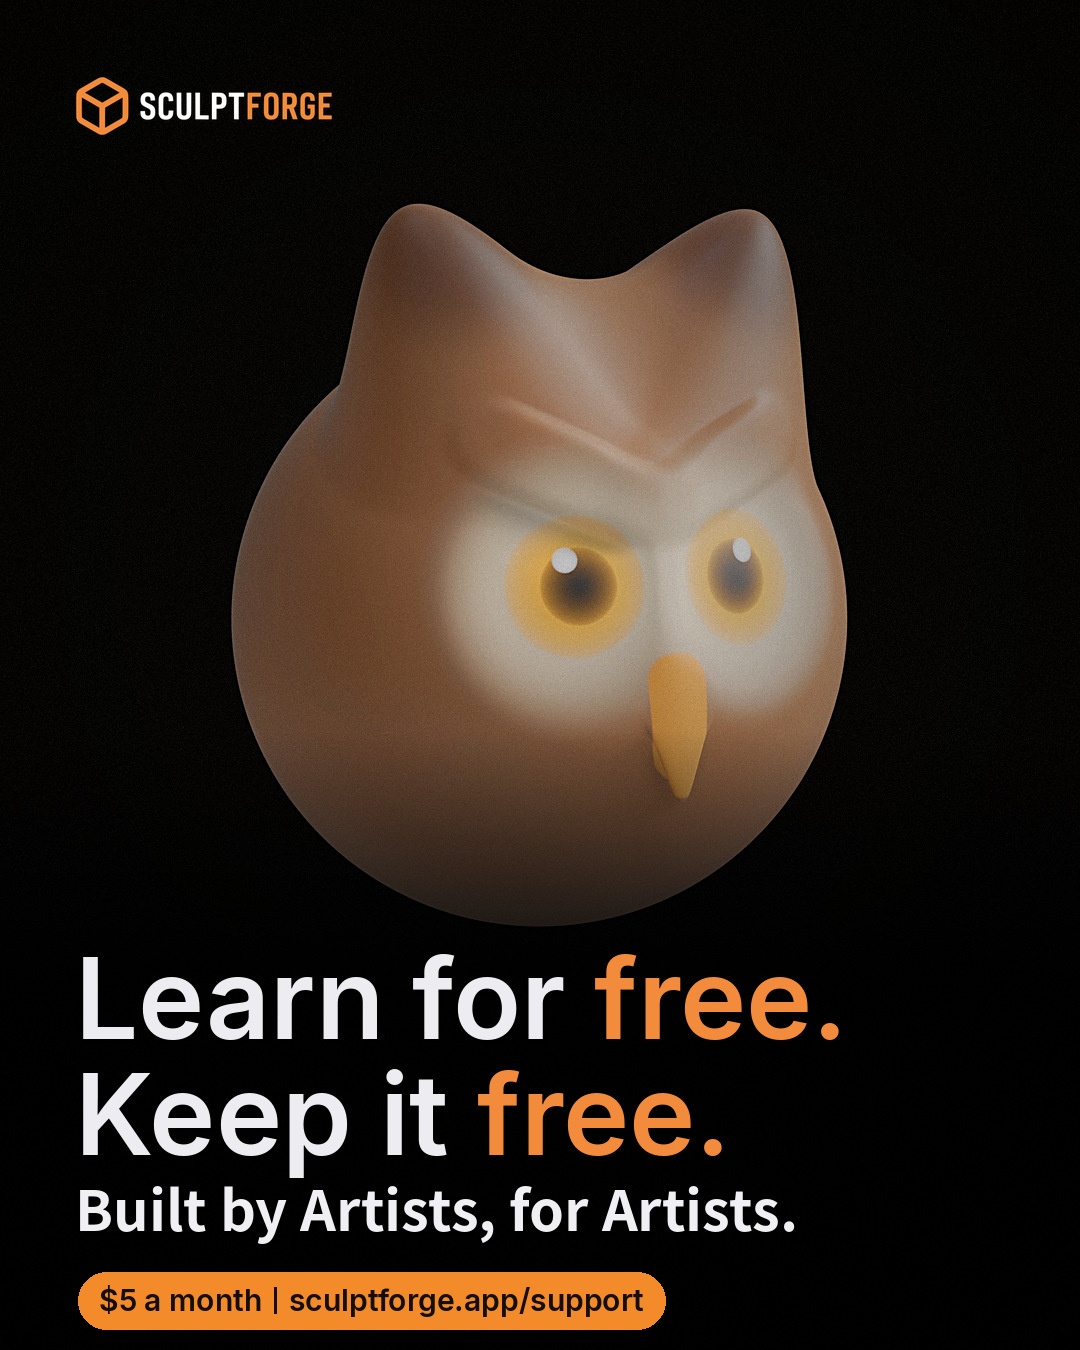 SCULPTFORGE
Learn for free.
Keep it free.
Built by Artists, for Artists.
$5 a month | sculptforge.app/support